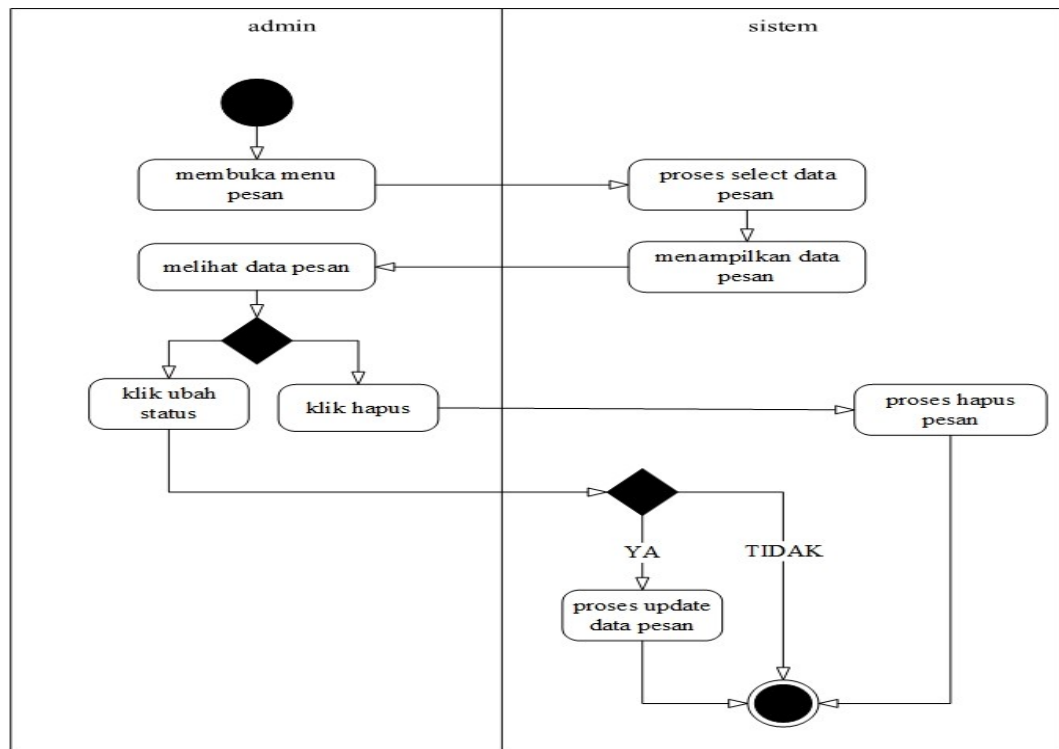 admin
sistem
membuka menu
pesan
proses select data
pesan
melihat data pesan
menampilkan data
pesan
klik ubah
status
klik hapus
proses hapus
pesan
YA
TIDAK
proses update
data pesan